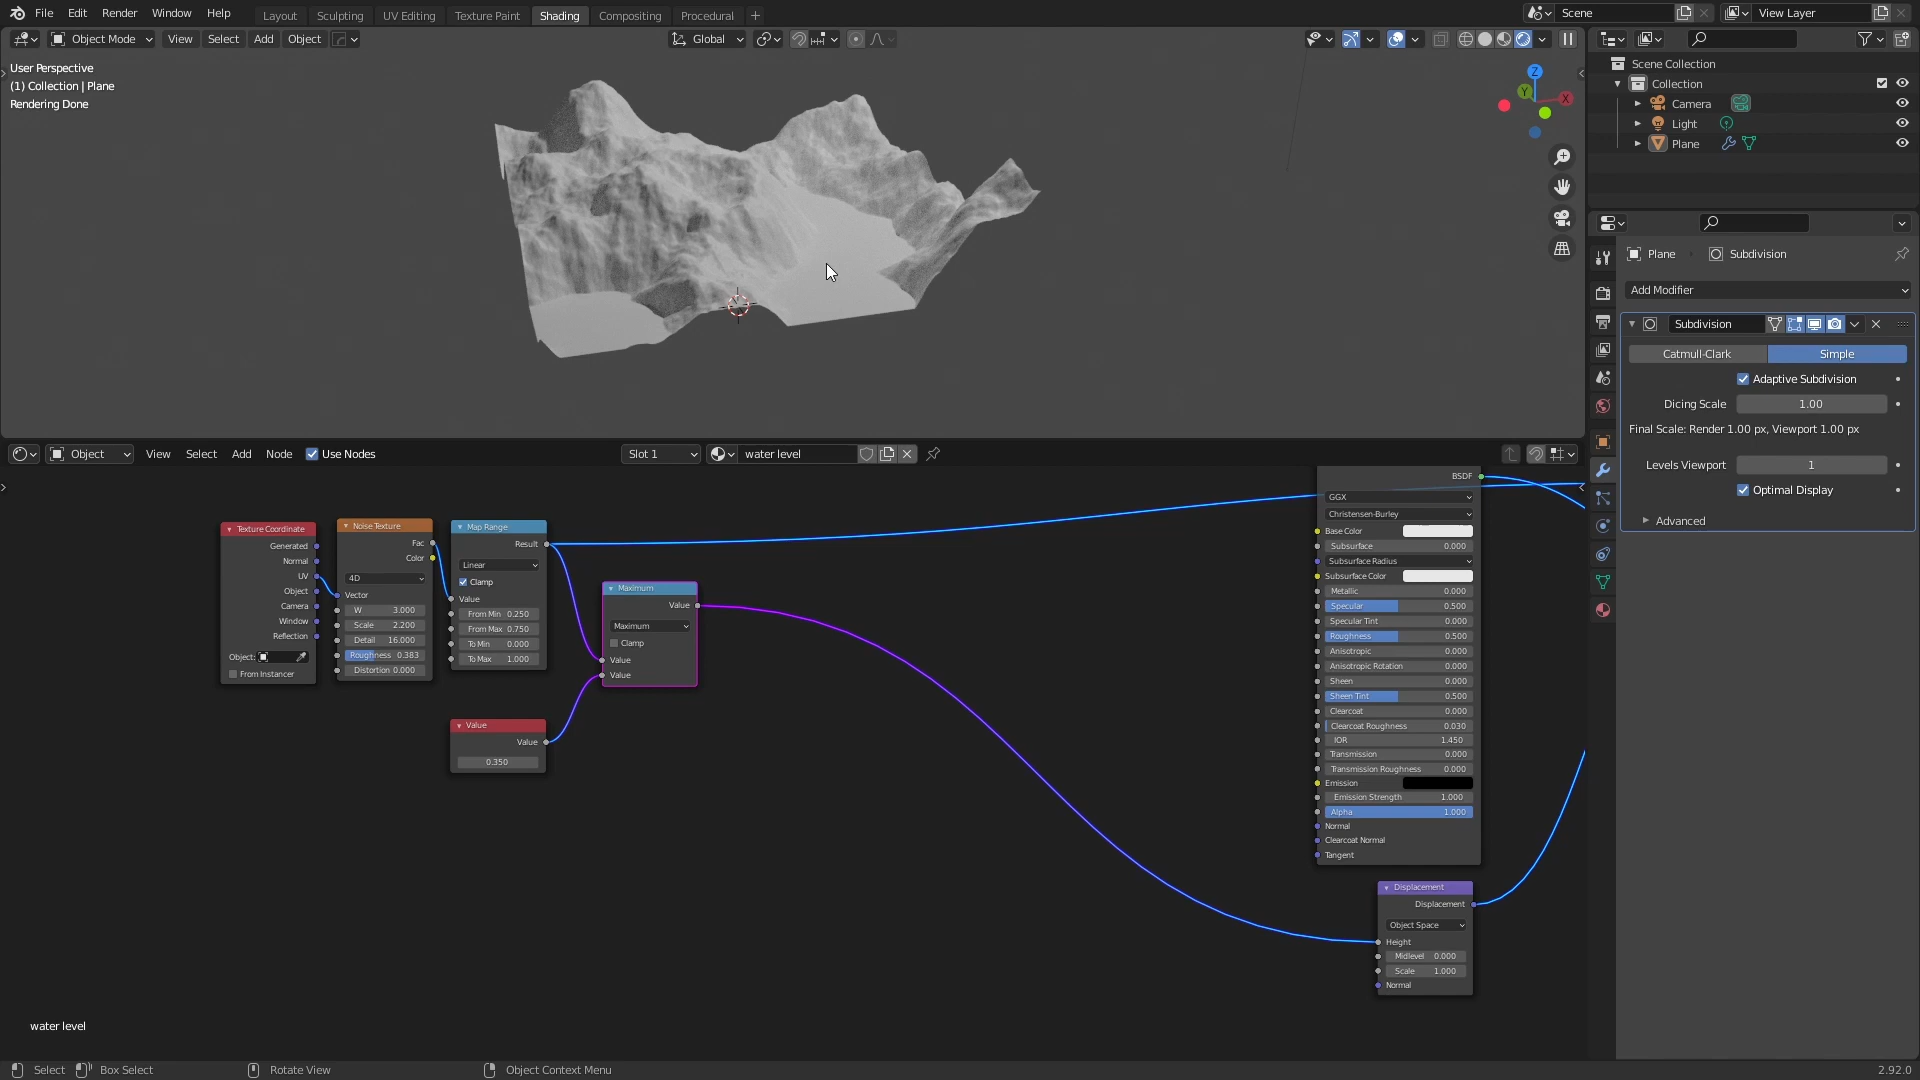 File Edit Render Window Help
Layout Sculpting UV Editing Texture Paint Shading Compositing Procedural +
Scene
View Layer
Object Mode View Select Add Object
Global
User Perspective
(1) Collection | Plane
Rendering Done
Z
Y
X
Scene Collection
Collection
Camera
Light
Plane
Plane Subdivision
Add Modifier
Subdivision
Catmull-Clark Simple
Adaptive Subdivision
Dicing Scale 1.00
Final Scale: Render 1.00 px, Viewport 1.00 px
Levels Viewport 1
Optimal Display
Advanced
Object View Select Add Node Use Nodes
Slot 1
water level
Texture Coordinate
Generated
Normal
UV
Object
Camera
Window
Reflection
Object:
From Instancer
Noise Texture
Fac
Color
4D
Vector
W 3.000
Scale 2.200
Detail 16.000
Roughness 0.383
Distortion 0.000
Map Range
Result
Linear
Clamp
Value
From Min 0.250
From Max 0.750
To Min 0.000
To Max 1.000
Value
Value
0.350
Maximum
Value
Maximum
Clamp
Value
Value
BSDF
GGX
Christensen-Burley
Base Color
Subsurface 0.000
Subsurface Radius
Subsurface Color
Metallic 0.000
Specular 0.500
Specular Tint 0.000
Roughness 0.500
Anisotropic 0.000
Anisotropic Rotation 0.000
Sheen 0.000
Sheen Tint 0.500
Clearcoat 0.000
Clearcoat Roughness 0.030
IOR 1.450
Transmission 0.000
Transmission Roughness 0.000
Emission
Emission Strength 1.000
Alpha 1.000
Normal
Clearcoat Normal
Tangent
Displacement
Displacement
Object Space
Height
Midlevel 0.000
Scale 1.000
Normal
water level
Select Box Select Rotate View Object Context Menu 2.92.0